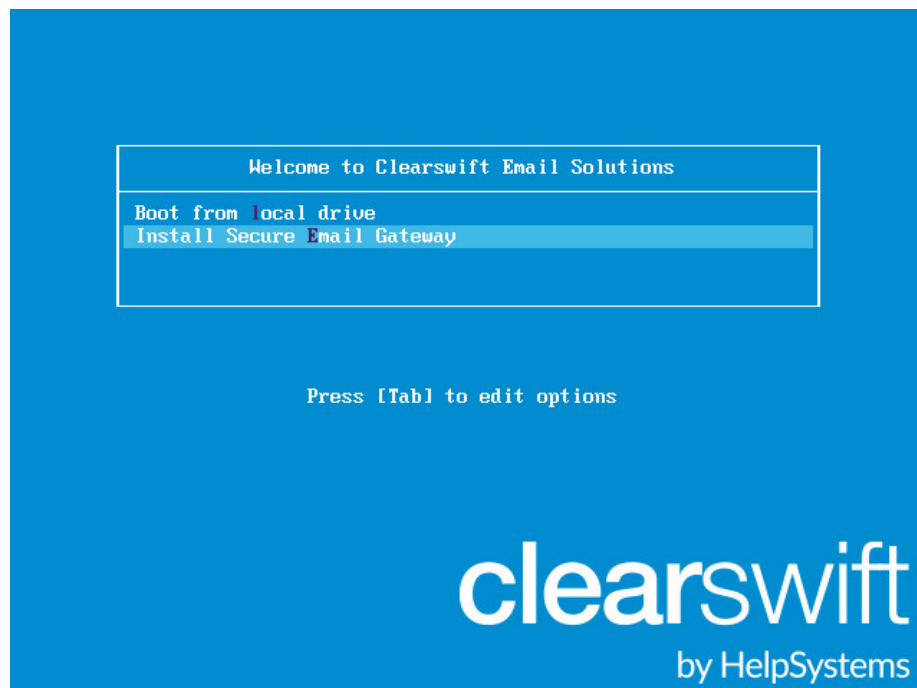 Welcome to Clearswift Email Solutions
Boot from local drive
Install Secure Email Gateway
Press [Tab] to edit options
clearswift
by HelpSystems